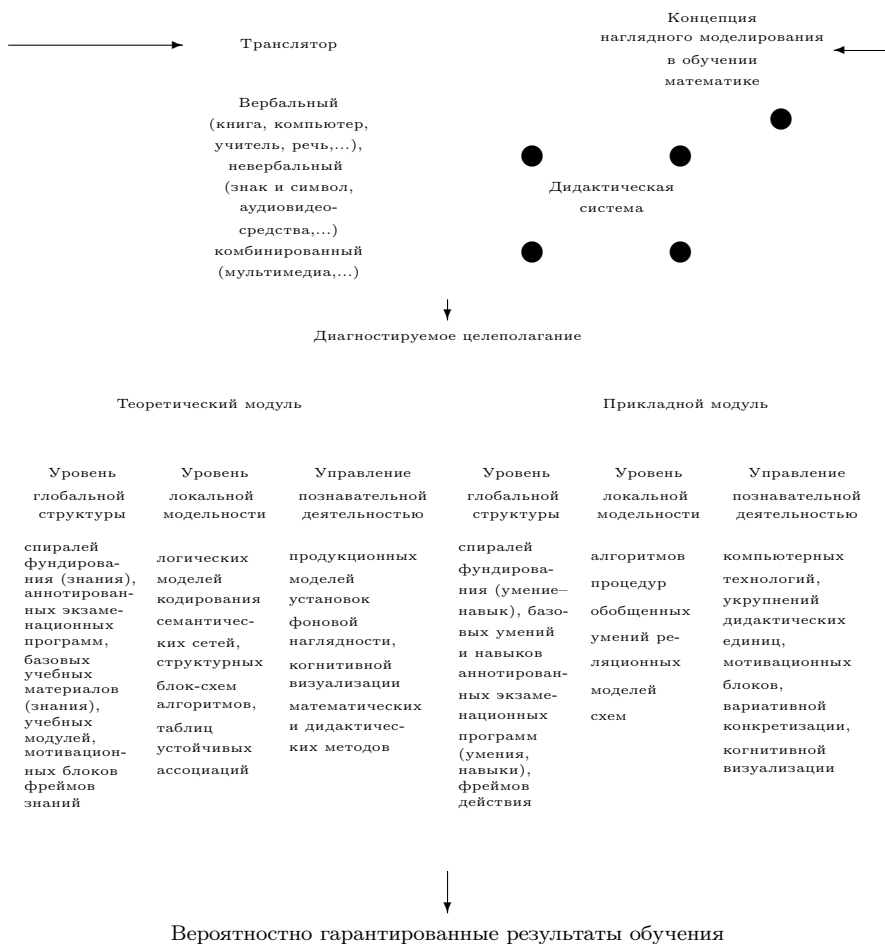 Транслятор
Вербальный
(книга, компьютер,
учитель, речь,...),
невербальный
(знак и символ,
аудиовидео-
средства,...)
комбинированный
(мультимедиа,...)
Концепция
наглядного моделирования
в обучении
математике
Дидактическая
система
Диагностируемое целеполагание
Теоретический модуль
Уровень
глобальной
структуры
спиралей
фундирова-
ния (знания),
аннотирован-
ных экзаме-
национных
программ,
базовых
учебных
материалов
(знания),
учебных
модулей,
мотивацион-
ных блоков
фреймов
знаний
Уровень
локальной
модельности
логических
моделей
кодирования
семантичес-
ких сетей,
структурных
блок-схем
алгоритмов,
таблиц
устойчивых
ассоциаций
Управление
познавательной
деятельностью
продукционных
моделей
установок
фоновой
наглядности,
когнитивной
визуализации
математических
и дидактичес-
ких методов
Прикладной модуль
Уровень
глобальной
структуры
спиралей
фундирова-
ния (умение–
навык), базо-
вых умений
и навыков
аннотирован-
ных экзаме-
национных
программ
(умения,
навыки),
фреймов
действия
Уровень
локальной
модельности
алгоритмов
процедур
обобщенных
умений ре-
ляционных
моделей
схем
Управление
познавательной
деятельностью
компьютерных
технологий,
укрупнений
дидактических
единиц,
мотивационных
блоков,
вариативной
конкретизации,
когнитивной
визуализации
Вероятностно гарантированные результаты обучения